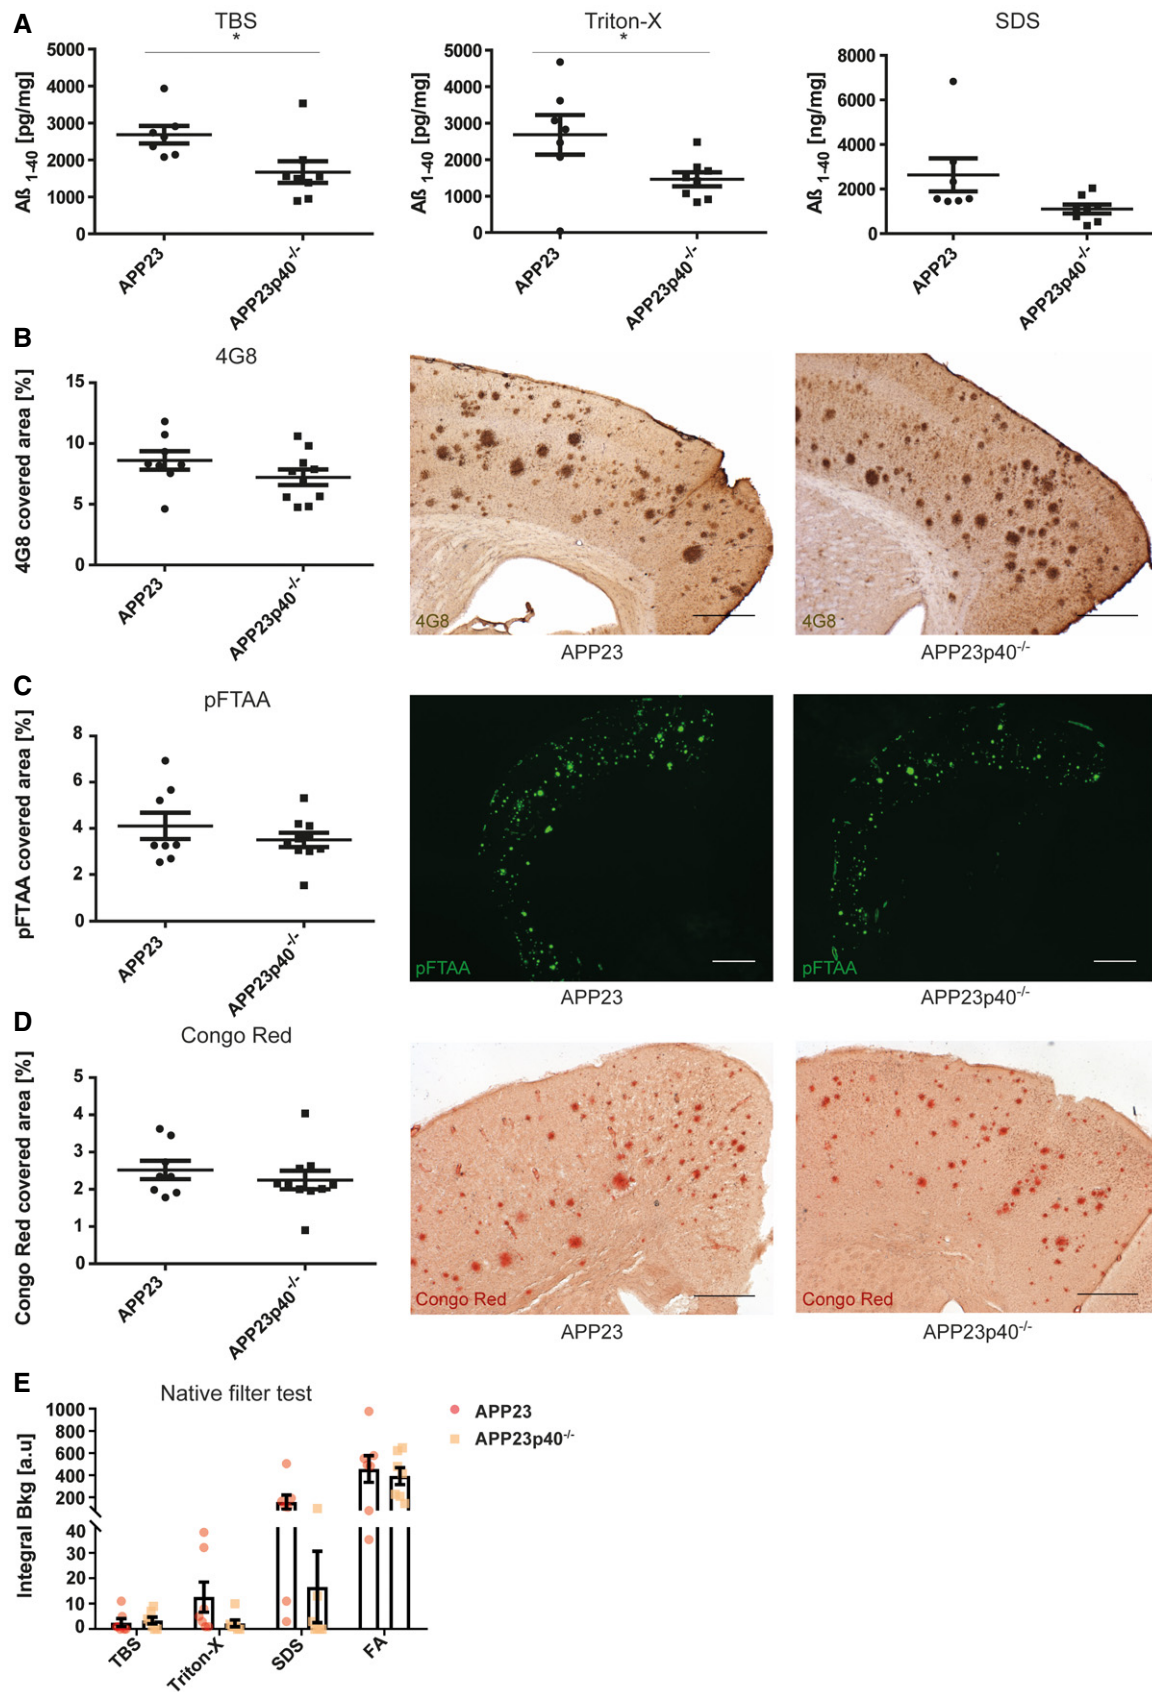 A
TBS
Triton-X
SDS
*
*
Aß 1-40 [pg/mg]
5000
4000
3000
2000
1000
0
APP23
APP23p40-/-
Aß 1-40 [pg/mg]
5000
4000
3000
2000
1000
0
APP23
APP23p40-/-
Aß 1-40 [ng/mg]
8000
6000
4000
2000
0
APP23
APP23p40-/-
B
4G8
4G8 covered area [%]
15
10
5
0
APP23
APP23p40-/-
4G8
APP23
4G8
APP23p40-/-
C
pFTAA
pFTAA covered area [%]
8
6
4
2
0
APP23
APP23p40-/-
pFTAA
APP23
pFTAA
APP23p40-/-
D
Congo Red
Congo Red covered area [%]
5
4
3
2
1
0
APP23
APP23p40-/-
Congo Red
APP23
Congo Red
APP23p40-/-
E
Native filter test
Integral Bkg [a.u]
1000
800
600
400
200
40
30
20
10
0
TBS
Triton-X
SDS
FA
APP23
APP23p40-/-